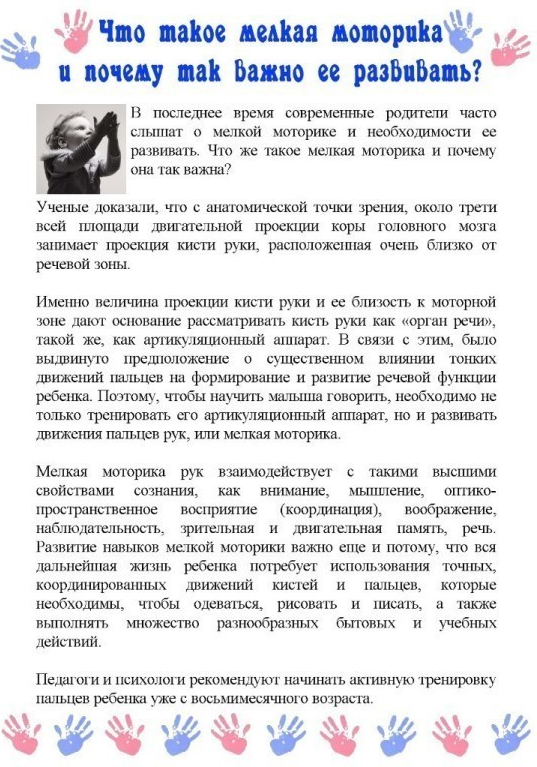 Что такое мелкая моторика
и почему так важно ее развивать?
В последнее время современные родители часто
слышат о мелкой моторике и необходимости ее
развивать. Что же такое мелкая моторика и почему
она так важна?
Ученые доказали, что с анатомической точки зрения, около трети
всей площади двигательной проекции коры головного мозга
занимает проекция кисти руки, расположенная очень близко от
речевой зоны.
Именно величина проекции кисти руки и ее близость к моторной
зоне дают основание рассматривать кисть руки как «орган речи»,
такой же, как артикуляционный аппарат. В связи с этим, было
выдвинуто предположение о существенном влиянии тонких
движений пальцев на формирование и развитие речевой функции
ребенка. Поэтому, чтобы научить малыша говорить, необходимо не
только тренировать его артикуляционный аппарат, но и развивать
движения пальцев рук, или мелкая моторика.
Мелкая моторика рук взаимодействует с такими высшими
свойствами сознания, как внимание, мышление, оптико-
пространственное восприятие (координация), воображение,
наблюдательность, зрительная и двигательная память, речь.
Развитие навыков мелкой моторики важно еще и потому, что вся
дальнейшая жизнь ребенка потребует использования точных,
координированных движений кистей и пальцев, которые
необходимы, чтобы одеваться, рисовать и писать, а также
выполнять множество разнообразных бытовых и учебных
действий.
Педагоги и психологи рекомендуют начинать активную тренировку
пальцев ребенка уже с восьмимесячного возраста.